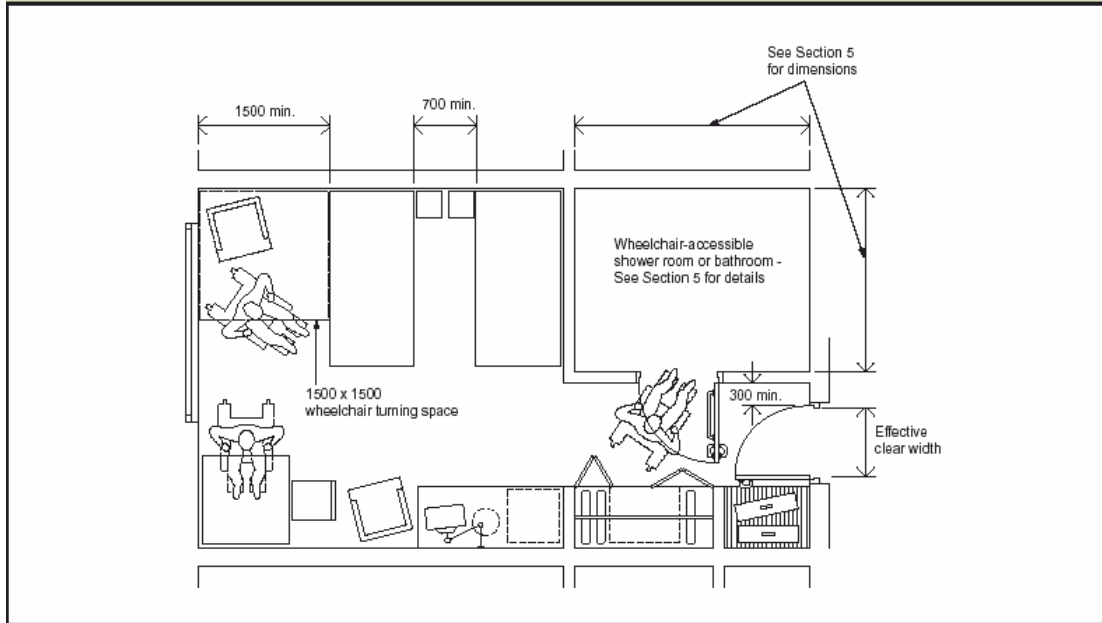 See Section 5
for dimensions
1500 min.
700 min.
Wheelchair-accessible
shower room or bathroom -
See Section 5 for details
300 min.
1500 x 1500
wheelchair turning space
Effective
clear width